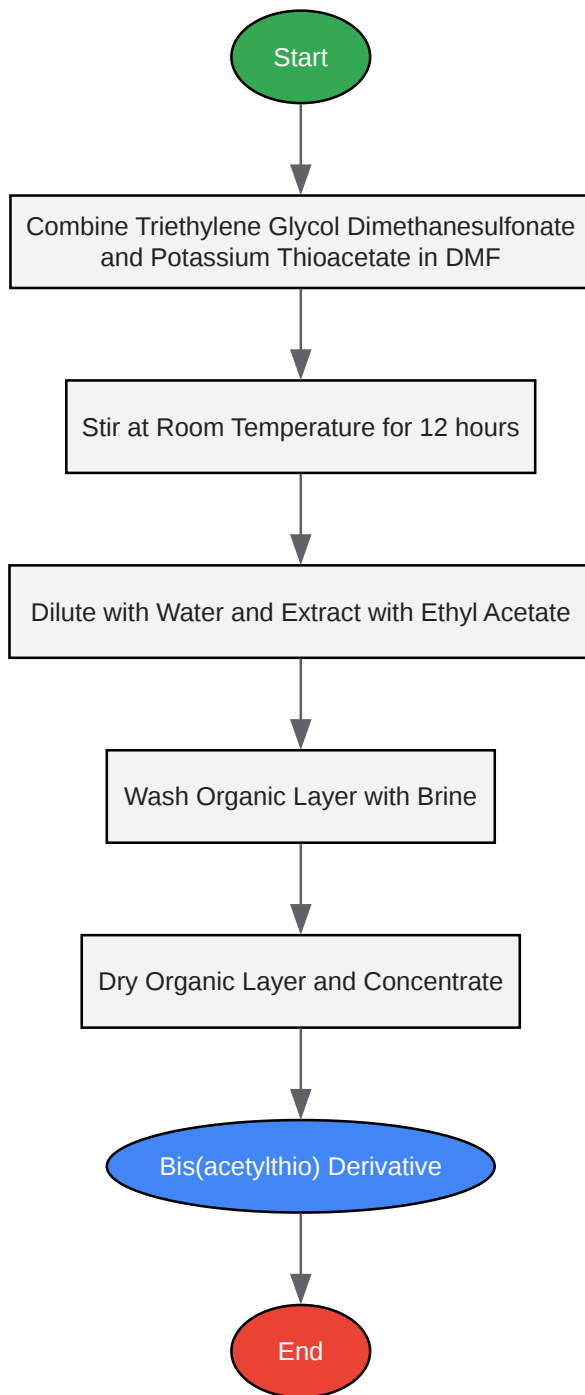 Start
Combine Triethylene Glycol Dimethanesulfonate
and Potassium Thioacetate in DMF
Stir at Room Temperature for 12 hours
Dilute with Water and Extract with Ethyl Acetate
Wash Organic Layer with Brine
Dry Organic Layer and Concentrate
Bis(acetylthio) Derivative
End